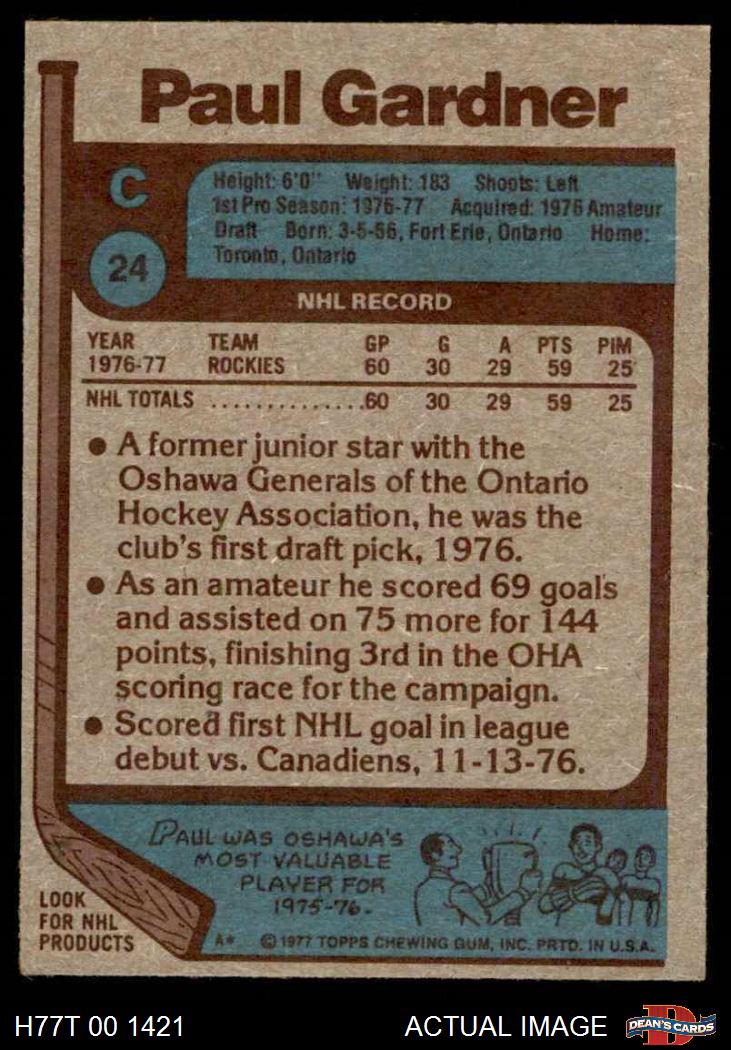 Paul Gardner
C
24
Height: 6'0" Weight: 183 Shoots: Left
1st Pro Season: 1976-77 Acquired: 1976 Amateur
Draft Born: 3-5-56, Fort Erie, Ontario Home:
Toronto, Ontario
NHL RECORD
YEAR TEAM GP G A PTS PIM
1976-77 ROCKIES 60 30 29 59 25
NHL TOTALS ..............60 30 29 59 25
● A former junior star with the
Oshawa Generals of the Ontario
Hockey Association, he was the
club's first draft pick, 1976.
● As an amateur he scored 69 goals
and assisted on 75 more for 144
points, finishing 3rd in the OHA
scoring race for the campaign.
● Scored first NHL goal in league
debut vs. Canadiens, 11-13-76.
PAUL WAS OSHAWA'S
MOST VALUABLE
PLAYER FOR
1975-76.
LOOK
FOR NHL
PRODUCTS
A* © 1977 TOPPS CHEWING GUM, INC. PRTD. IN U.S.A.
H77T 00 1421 ACTUAL IMAGE D DEAN'S CARDS